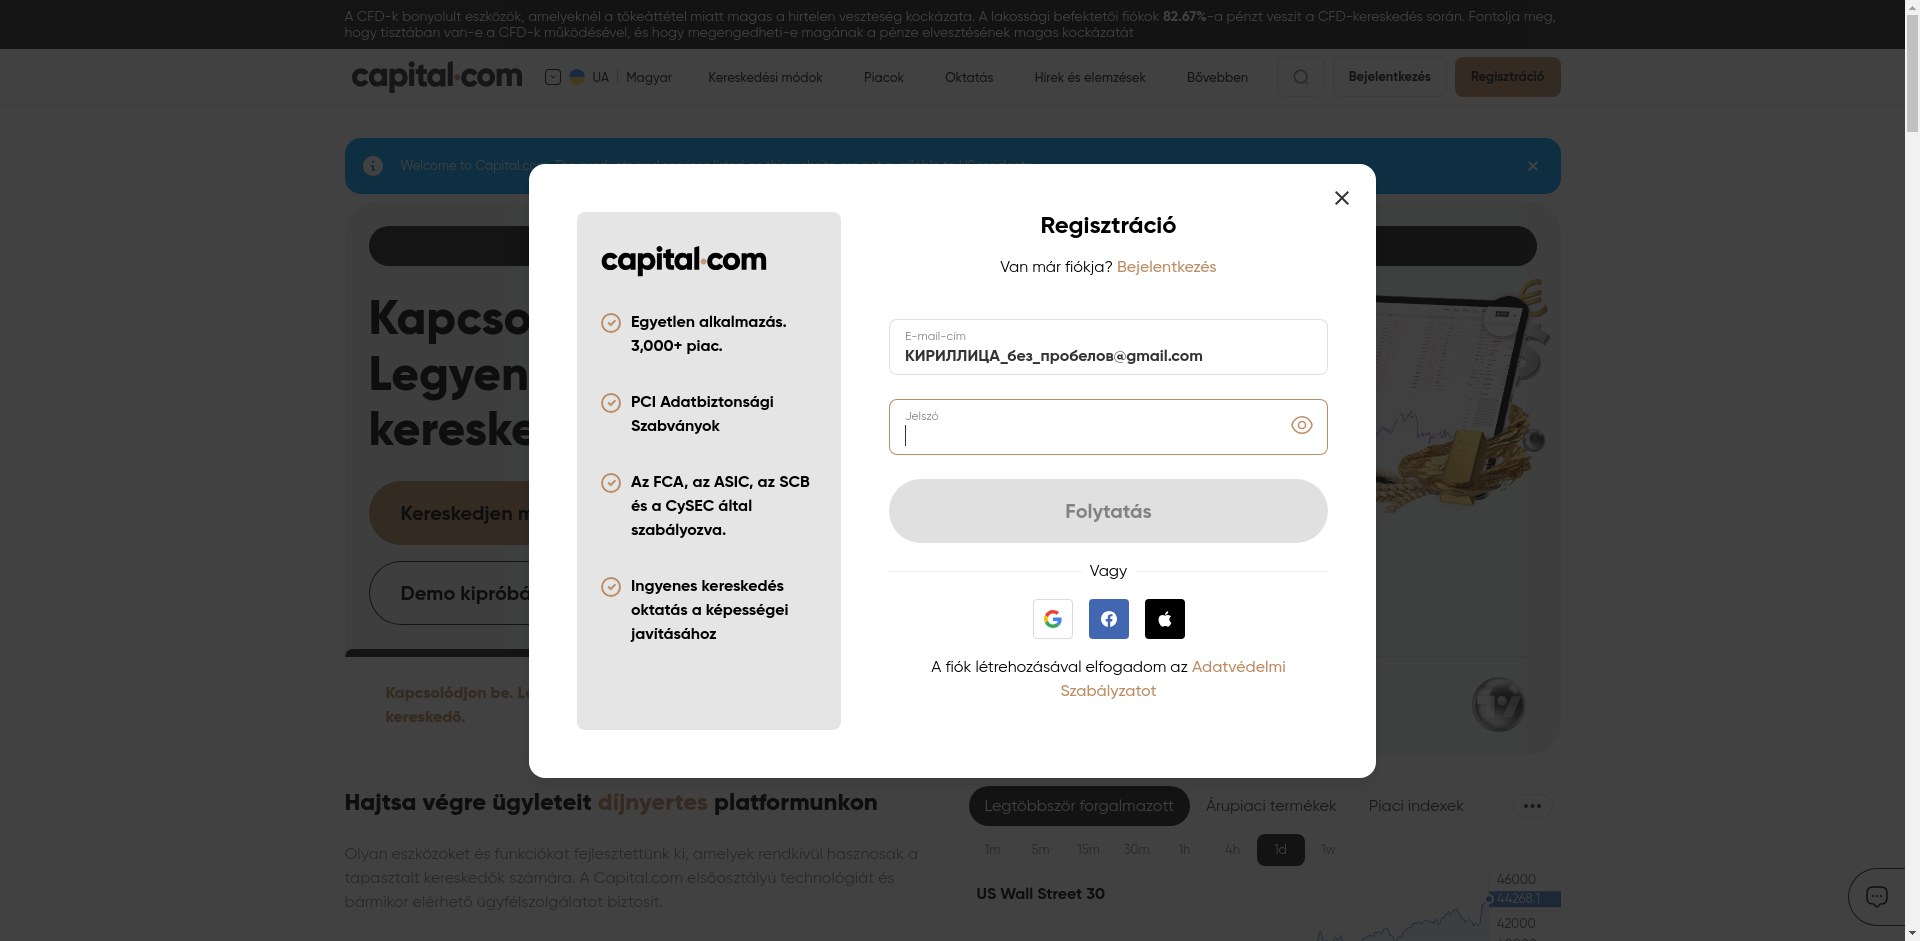 A CFD-k bonyolult eszközök, amelyeknél a tőkeáttétel miatt magas a hirtelen veszteség kockázata. A lakossági befektetői fiókok 82.67%-a pénzt veszít a CFD-kereskedés során. Fontolja meg,
hogy tisztában van-e a CFD-k működésével, és hogy megengedheti-e magának a pénze elvesztésének magas kockázatát
capital.com
UA
Magyar
Kereskedési módok
Piacok
Oktatás
Hírek és elemzések
Bővebben
Bejelentkezés
Regisztráció
Welcome to Capital.co
Kapcso
Legyen
kereske
Kereskedjen m
Demo kipróbá
Kapcsolódjon be. Le
kereskedő.
capital.com
Egyetlen alkalmazás.
3,000+ piac.
PCI Adatbiztonsági
Szabványok
Az FCA, az ASIC, az SCB
és a CySEC által
szabályozva.
Ingyenes kereskedés
oktatás a képességei
javításához
Regisztráció
Van már fiókja? Bejelentkezés
E-mail-cím
КИРИЛЛИЦА_без_пробелов@gmail.com
Jelszó
Folytatás
Vagy
A fiók létrehozásával elfogadom az Adatvédelmi
Szabályzatot
Hajtsa végre ügyleteit díjnyertes platformunkon
Olyan eszközöket és funkciókat fejlesztettünk ki, amelyek rendkívül hasznosak a
tapasztalt kereskedők számára. A Capital.com elsőosztályú technológiát és
bármikor elérhető ügyfélszolgálatot biztosít.
Legtöbbször forgalmazott
Árupiaci termékek
Piaci indexek
1m
5m
15m
30m
1h
4h
1d
1w
US Wall Street 30
46000
44268.1
42000